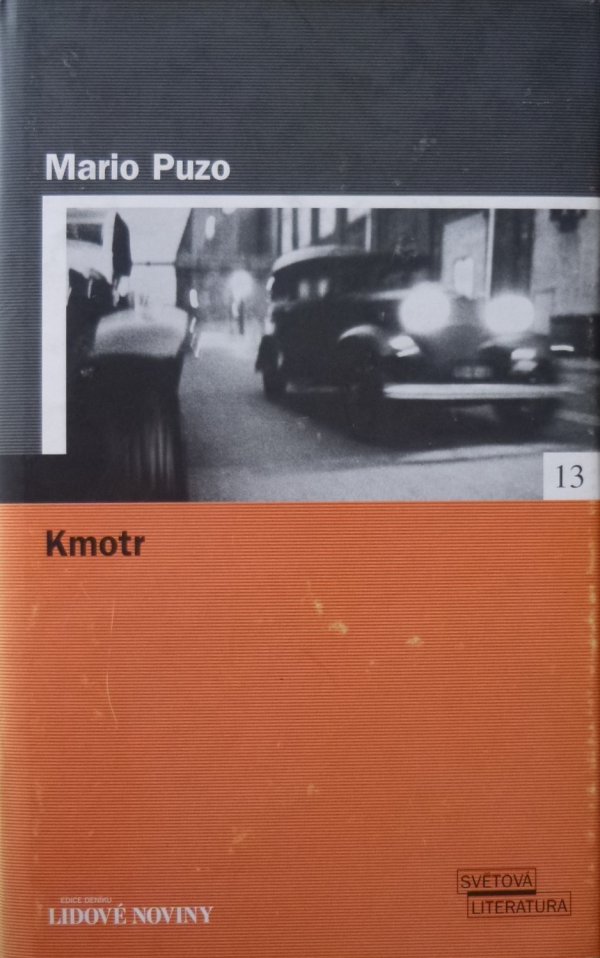 Mario Puzo
13
Kmotr
EDICE DENÍKU
LIDOVÉ NOVINY
SVĚTOVÁ
LITERATURA